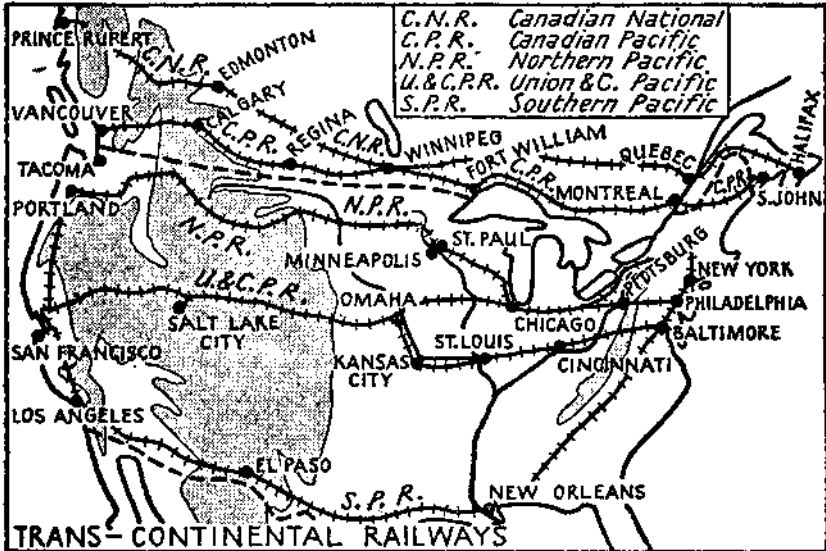 C.N.R. Canadian National
C.P.R. Canadian Pacific
N.P.R. Northern Pacific
U.&C.P.R. Union & C. Pacific
S.P.R. Southern Pacific
PRINCE RUPERT
C.N.R.
EDMONTON
VANCOUVER
CALGARY
C.P.R.
REGINA
C.N.R.
WINNIPEG
FORT WILLIAM
C.P.R.
QUEBEC
HALIFAX
TACOMA
PORTLAND
MONTREAL
C.P.R.
S. JOHN
N.P.R.
N.P.R.
MINNEAPOLIS
ST. PAUL
PITTSBURG
NEW YORK
U.&C.P.R.
OMAHA
PHILADELPHIA
SALT LAKE
CITY
CHICAGO
BALTIMORE
SAN FRANCISCO
KANSAS
CITY
ST. LOUIS
CINCINNATI
LOS ANGELES
EL PASO
S.P.R.
NEW ORLEANS
TRANS-CONTINENTAL RAILWAYS